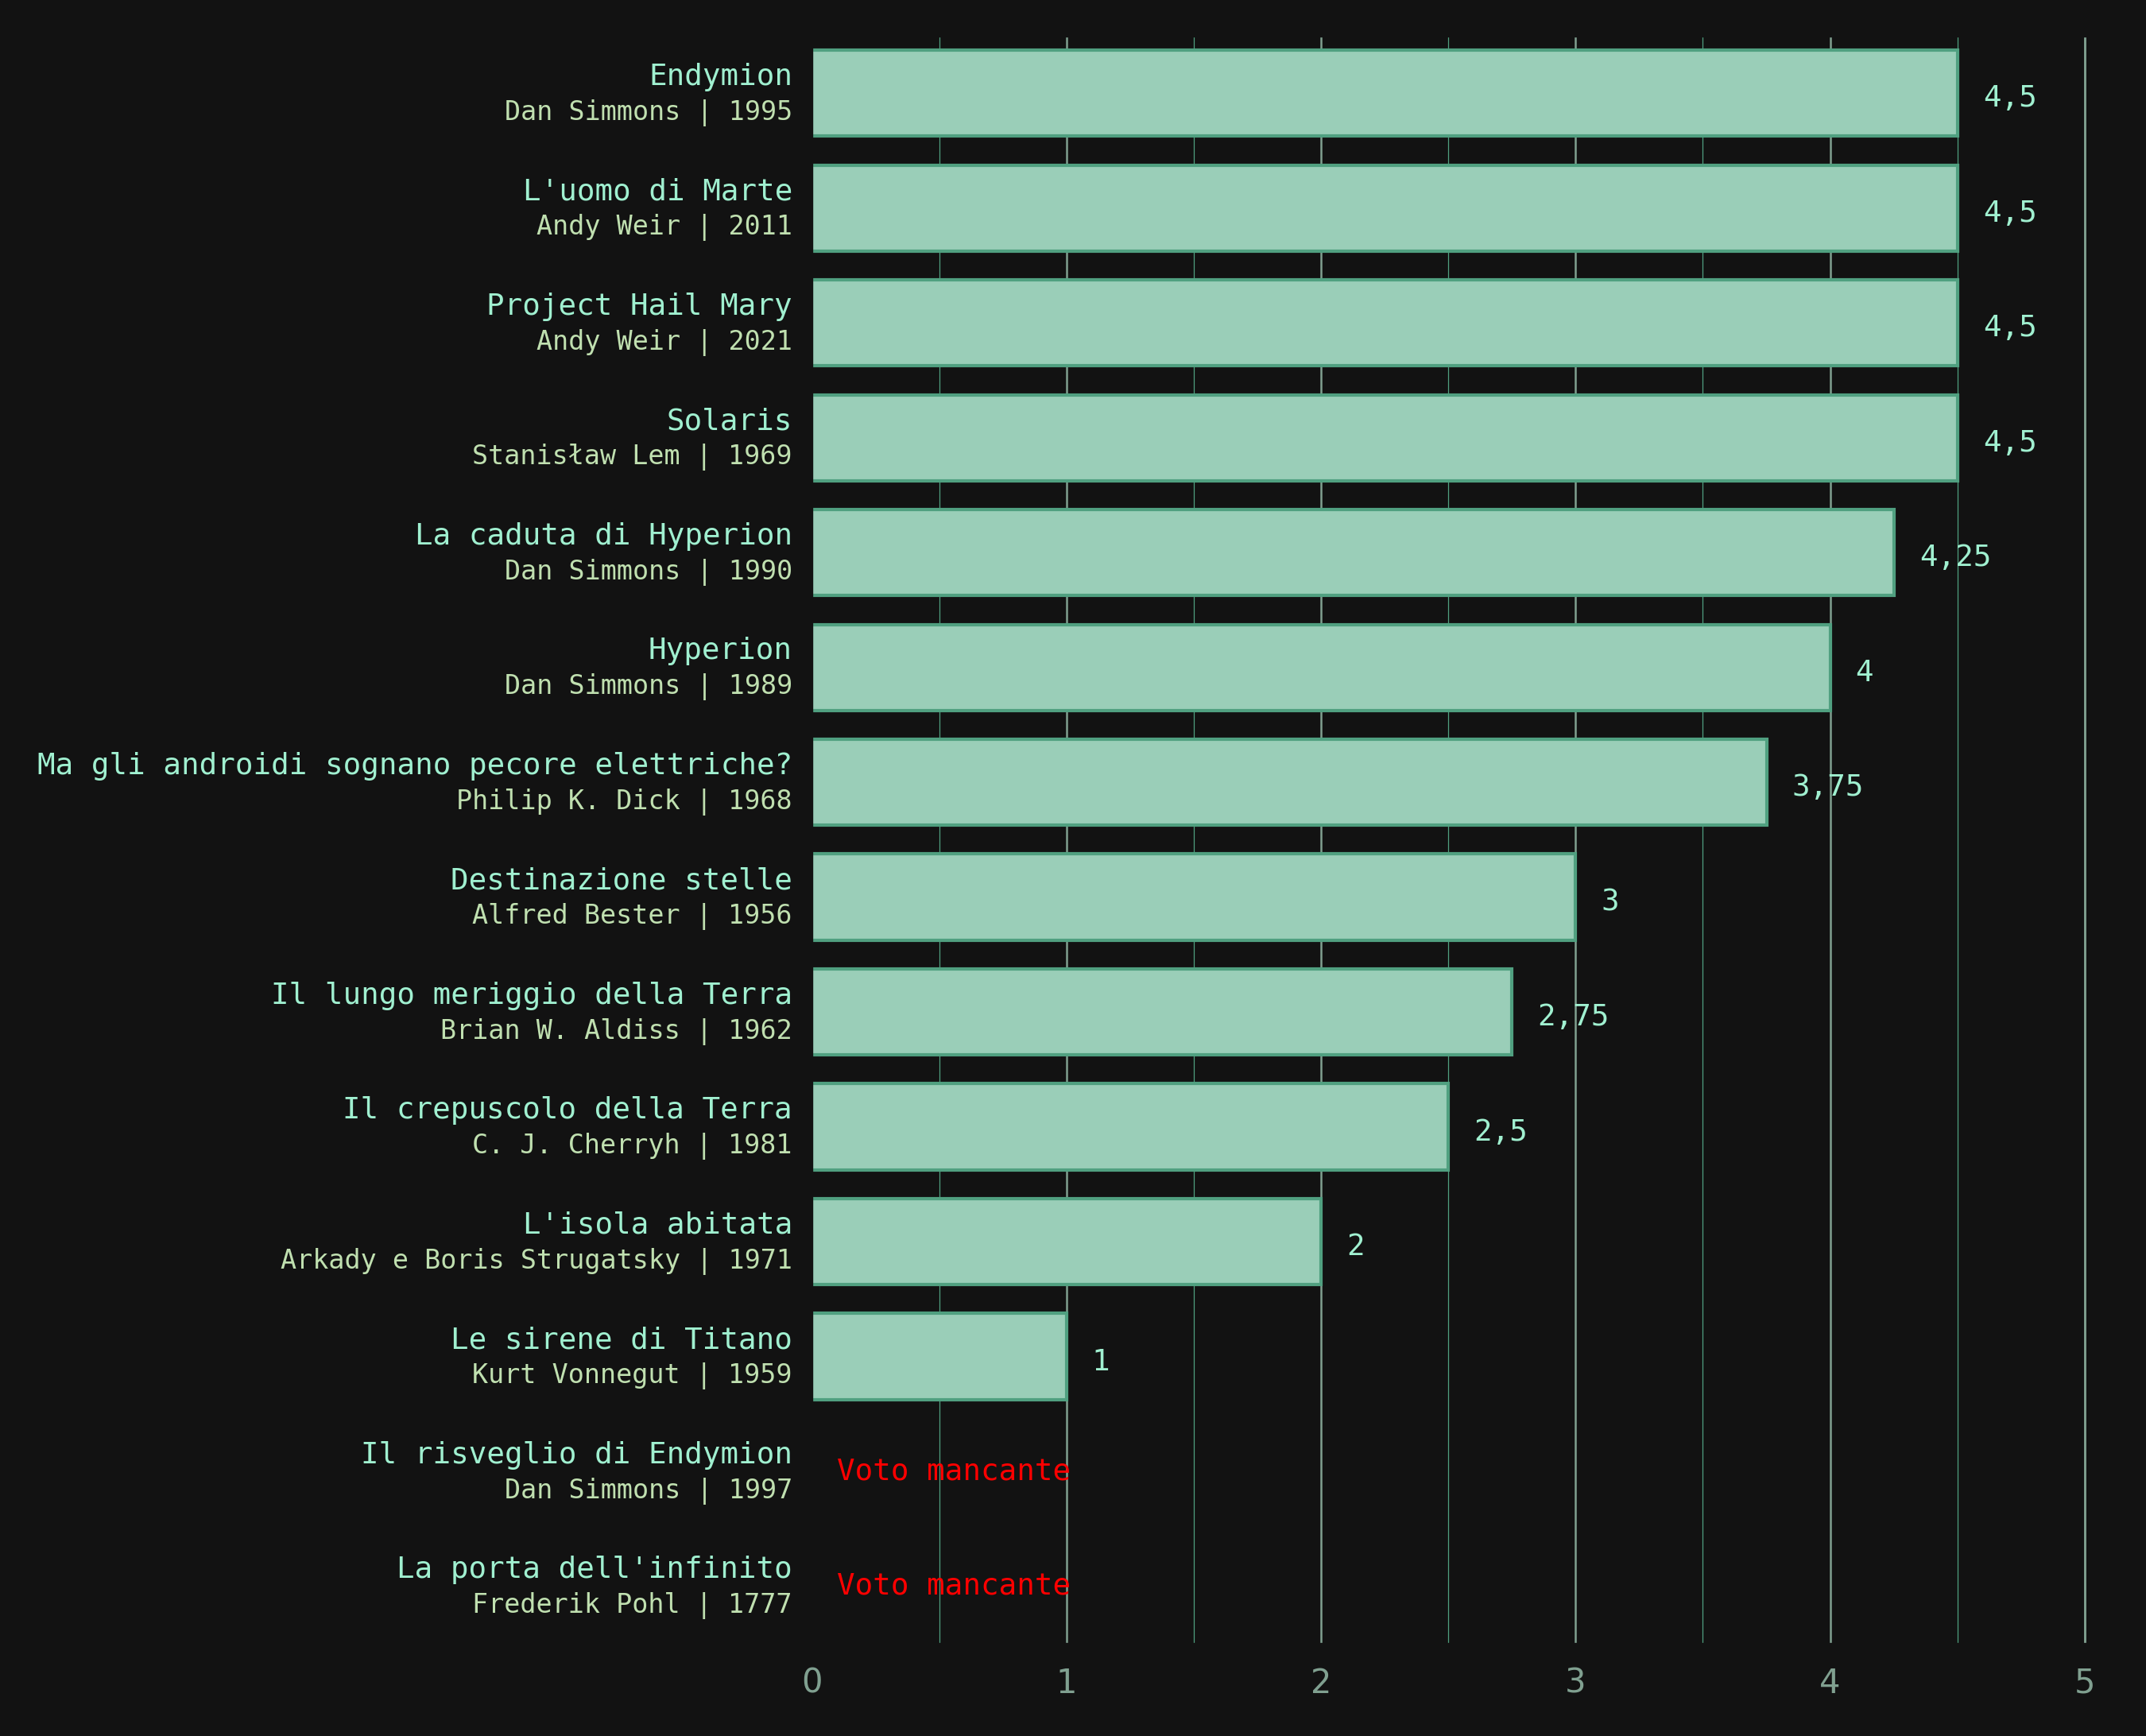 Endymion
Dan Simmons | 1995
4,5
L'uomo di Marte
Andy Weir | 2011
4,5
Project Hail Mary
Andy Weir | 2021
4,5
Solaris
Stanisław Lem | 1969
4,5
La caduta di Hyperion
Dan Simmons | 1990
4,25
Hyperion
Dan Simmons | 1989
4
Ma gli androidi sognano pecore elettriche?
Philip K. Dick | 1968
3,75
Destinazione stelle
Alfred Bester | 1956
3
Il lungo meriggio della Terra
Brian W. Aldiss | 1962
2,75
Il crepuscolo della Terra
C. J. Cherryh | 1981
2,5
L'isola abitata
Arkady e Boris Strugatsky | 1971
2
Le sirene di Titano
Kurt Vonnegut | 1959
1
Il risveglio di Endymion
Dan Simmons | 1997
Voto mancante
La porta dell'infinito
Frederik Pohl | 1777
Voto mancante
0 1 2 3 4 5